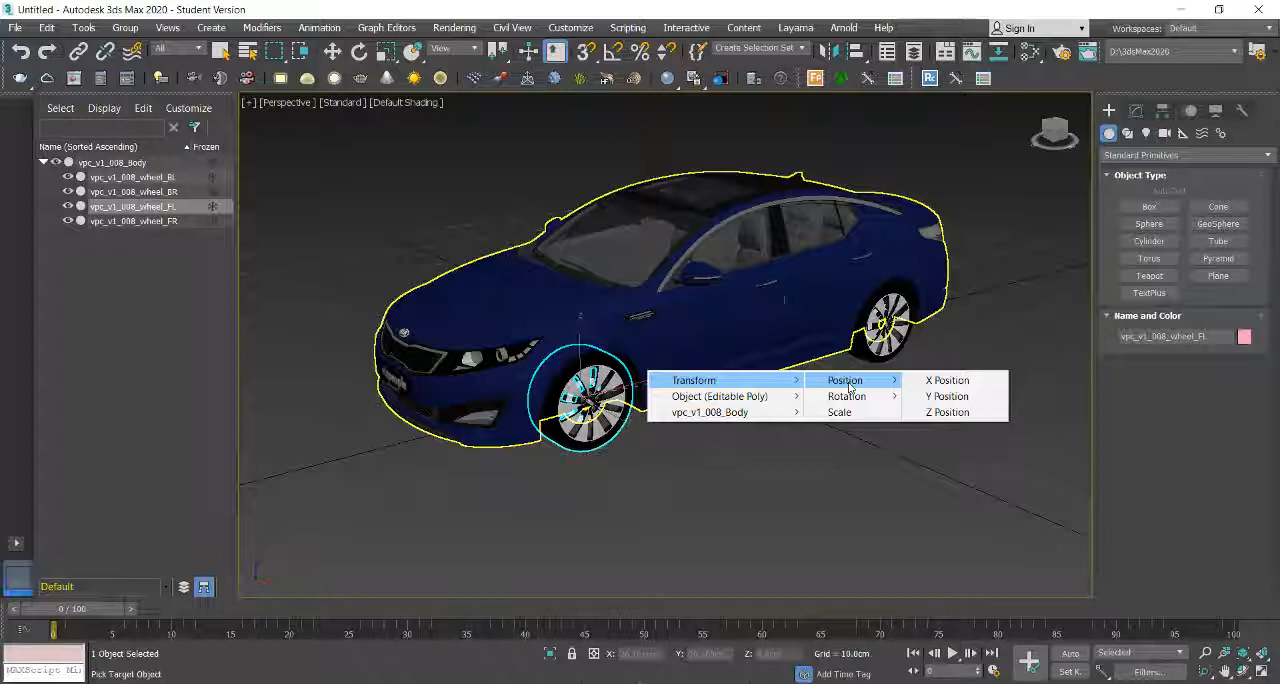 Untitled - Autodesk 3ds Max 2020 - Student Version
File Edit Tools Group Views Create Modifiers Animation Graph Editors Rendering Civil View Customize Scripting Interactive Content Layama Arnold Help Sign In Workspaces: Default
All View Create Selection Set D:\3dsMax2020
Fp Rc
Select Display Edit Customize
[+] [Perspective ] [Standard ] [Default Shading ]
Name (Sorted Ascending) Frozen
vpc_v1_008_Body
vpc_v1_008_wheel_BL
vpc_v1_008_wheel_BR
vpc_v1_008_wheel_FL
vpc_v1_008_wheel_FR
Standard Primitives
Object Type
AutoGrid
Box Cone
Sphere GeoSphere
Cylinder Tube
Torus Pyramid
Teapot Plane
TextPlus
Name and Color
vpc_v1_008_wheel_FL
Transform Position X Position
Object (Editable Poly) Rotation Y Position
vpc_v1_008_Body Scale Z Position
Default
0 / 100
0 5 10 15 20 25 30 35 40 45 50 55 60 65 70 75 80 85 90 95 100
1 Object Selected X: Y: Z: Grid = 10.0cm Auto Selected
MAXScript Mi Pick Target Object Add Time Tag 0 Set K. Filters...